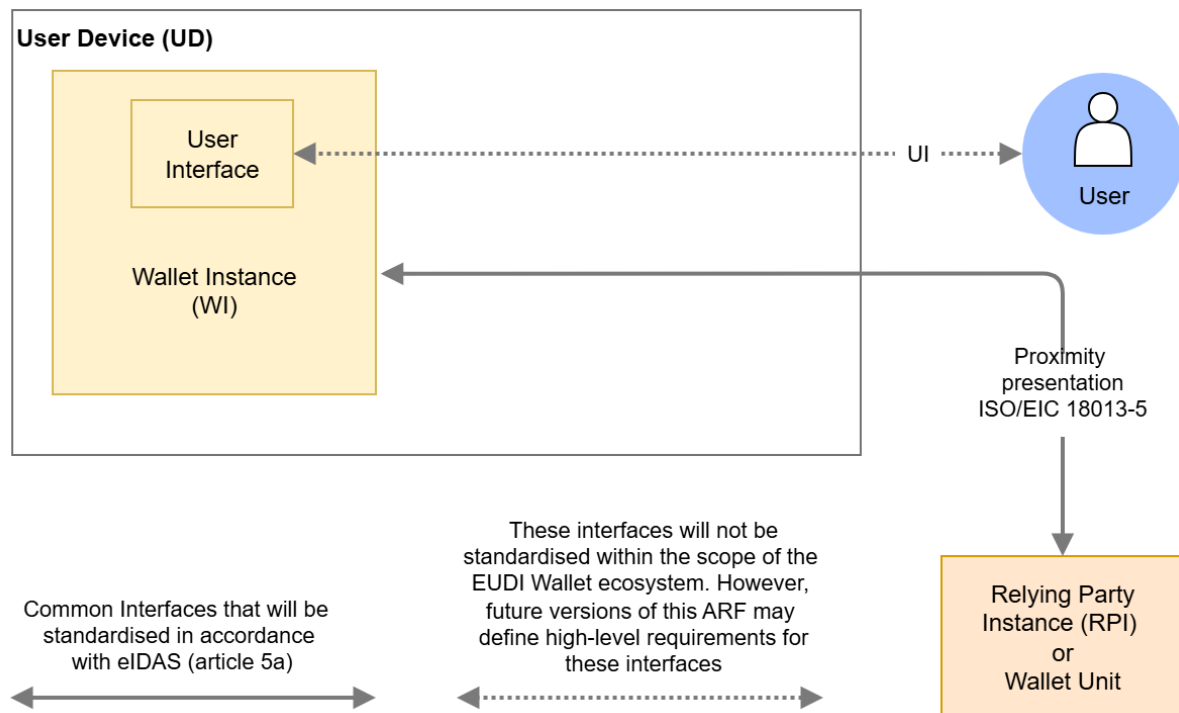 User Device (UD)
User
Interface
UI
User
Wallet Instance
(WI)
Proximity
presentation
ISO/EIC 18013-5
These interfaces will not be
standardised within the scope of the
EUDI Wallet ecosystem. However,
future versions of this ARF may
define high-level requirements for
these interfaces
Common Interfaces that will be
standardised in accordance
with eIDAS (article 5a)
Relying Party
Instance (RPI)
or
Wallet Unit